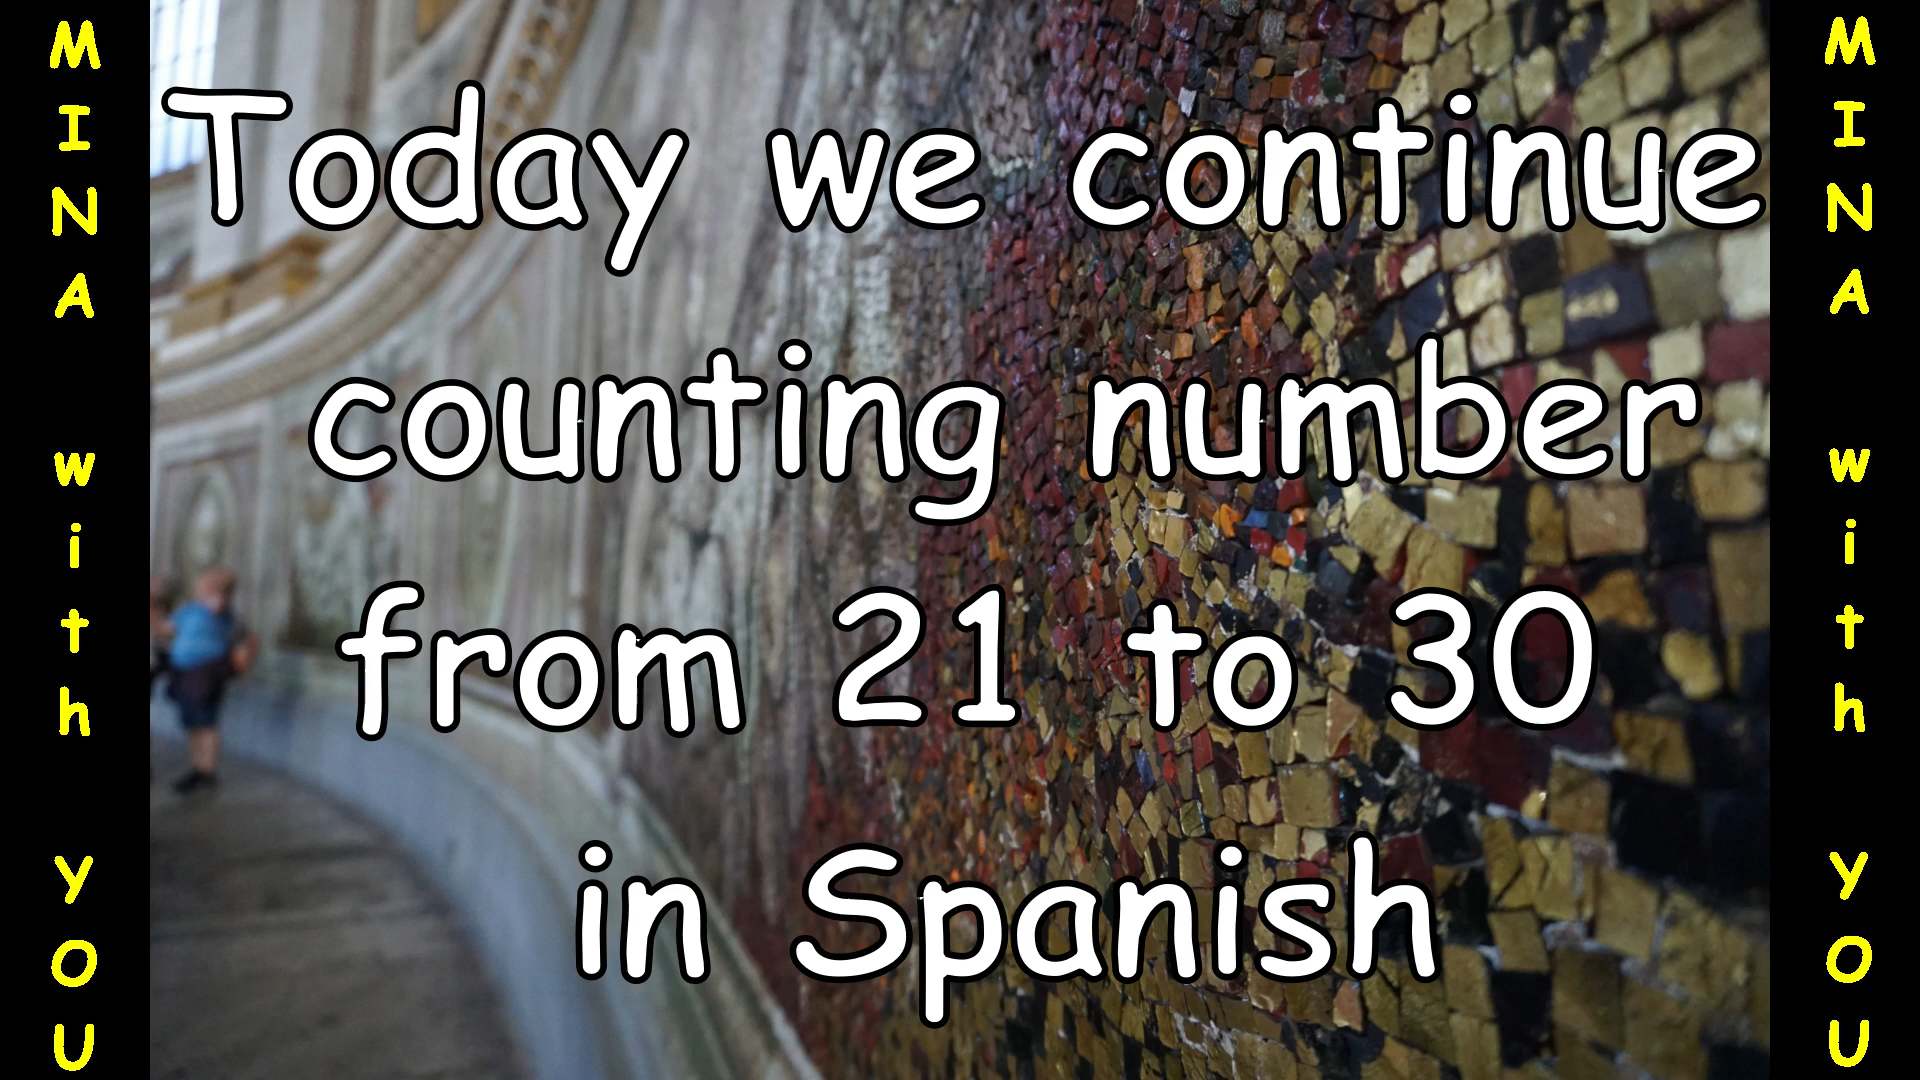 MINA with YOU
Today we continue
counting number
from 21 to 30
in Spanish
MINA with YOU